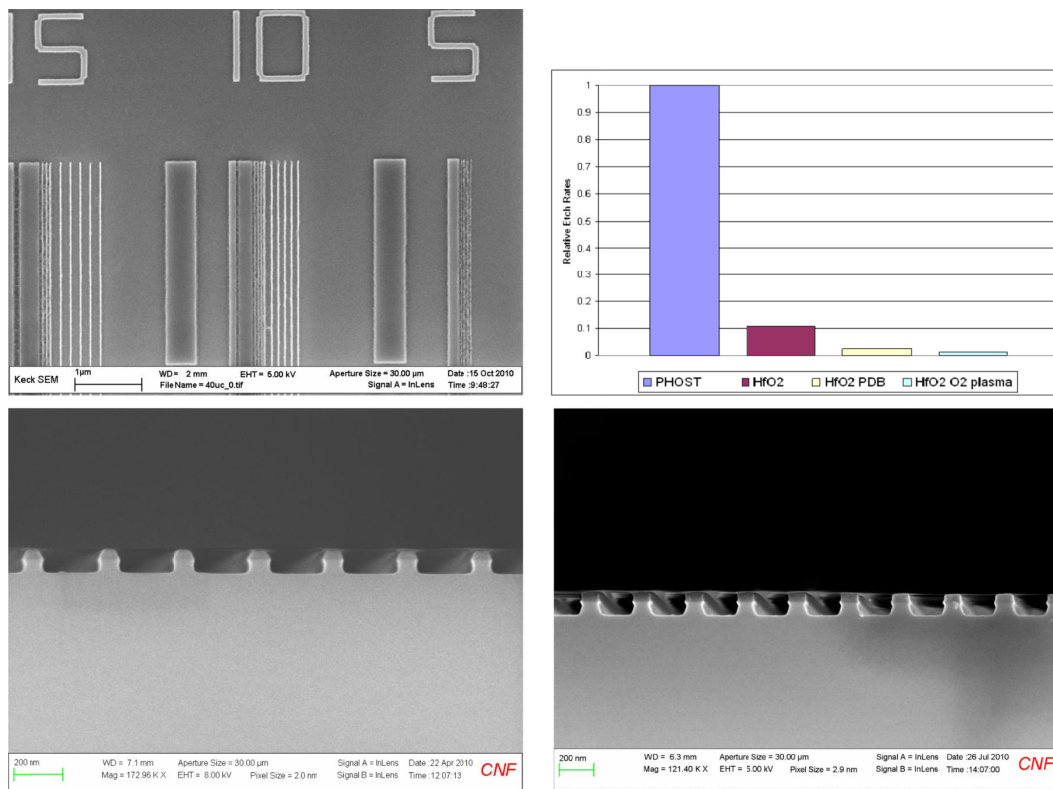 5 10 5
Keck SEM
1µm
WD = 2 mm EHT = 5.00 kV Aperture Size = 30.00 µm Date :15 Oct 2010
File Name = 40uc_0.tif Signal A = InLens Time :9:48:27
1
0.9
0.8
0.7
0.6
0.5
0.4
0.3
0.2
0.1
0
Relative Etch Rates
PHOST HfO2 HfO2 PDB HfO2 O2 plasma
200 nm
WD = 7.1 mm Aperture Size = 30.00 µm Signal A = InLens Date :22 Apr 2010
Mag = 172.96 K X EHT = 8.00 kV Pixel Size = 2.0 nm Signal B = InLens Time :12:07:13
CNF
200 nm
WD = 6.3 mm Aperture Size = 30.00 µm Signal A = InLens Date :26 Jul 2010
Mag = 121.40 K X EHT = 5.00 kV Pixel Size = 2.9 nm Signal B = InLens Time :14:07:00
CNF